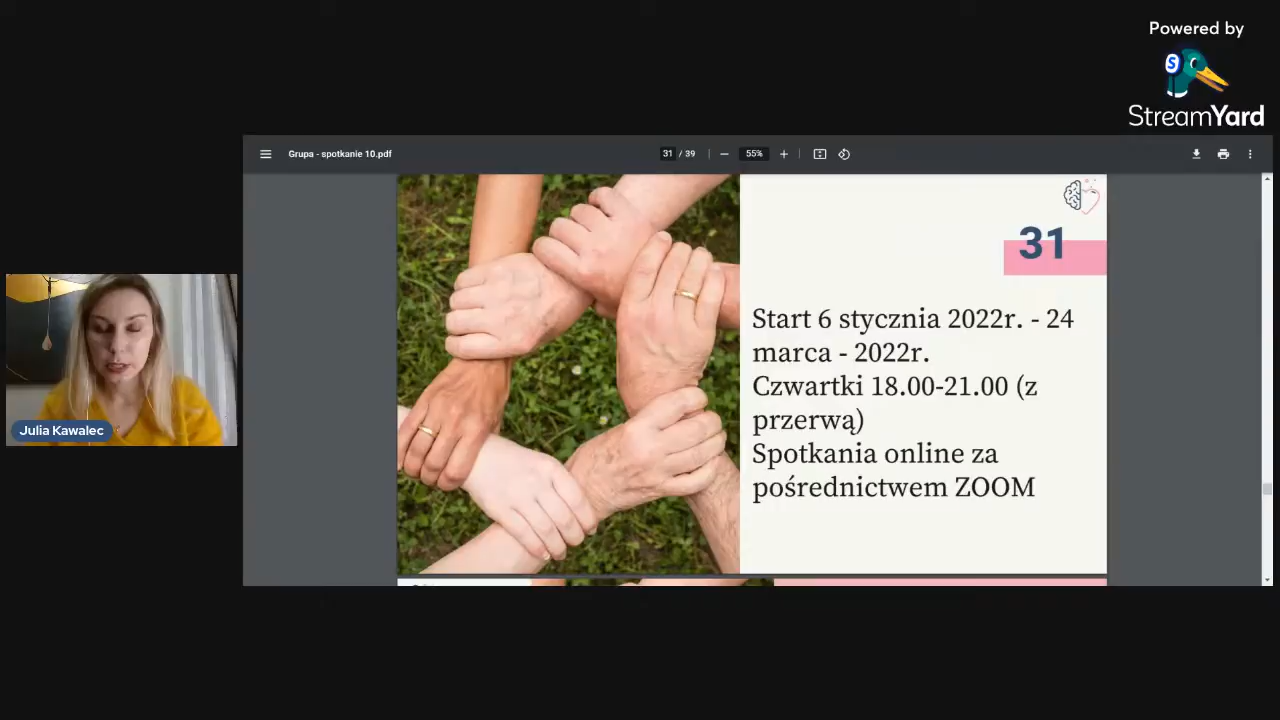 Powered by
StreamYard
Grupa - spotkanie 10.pdf
31 / 39
55%
31
Start 6 stycznia 2022r. - 24
marca - 2022r.
Czwartki 18.00-21.00 (z
przerwą)
Spotkania online za
pośrednictwem ZOOM
Julia Kawalec